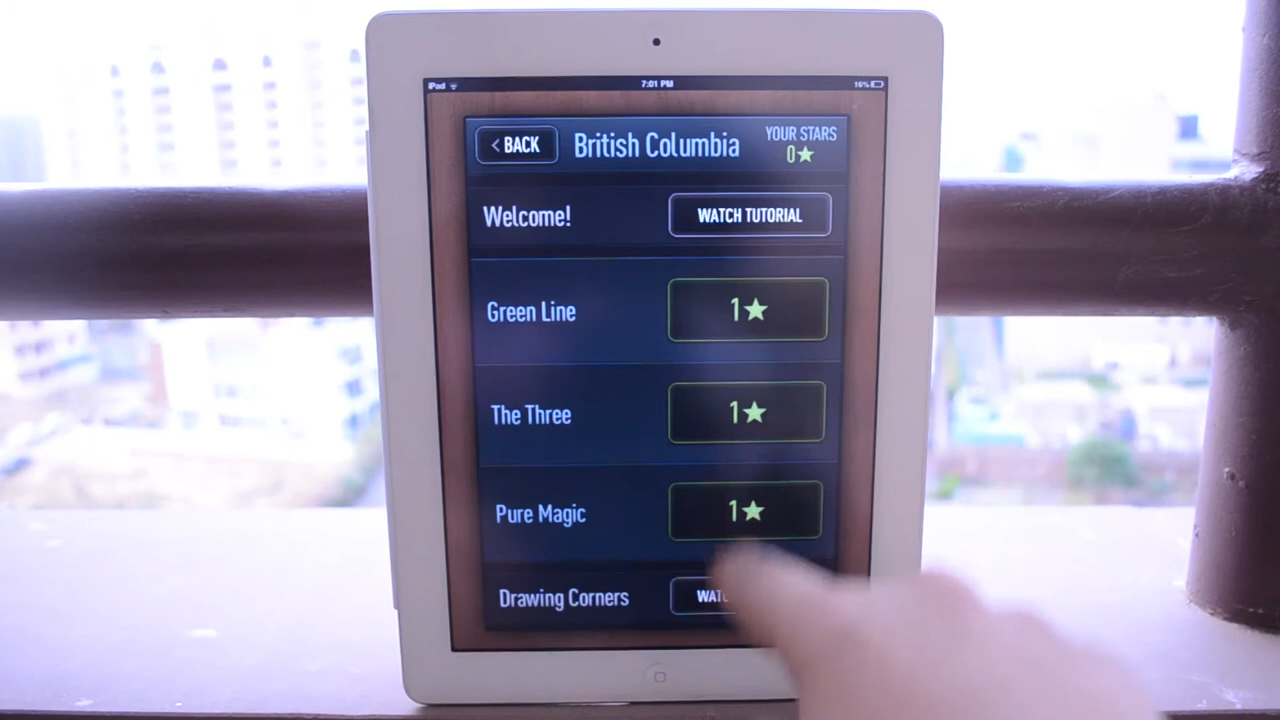 iPad 7:01 PM 16%
< BACK British Columbia YOUR STARS
0★
Welcome! WATCH TUTORIAL
Green Line 1★
The Three 1★
Pure Magic 1★
Drawing Corners